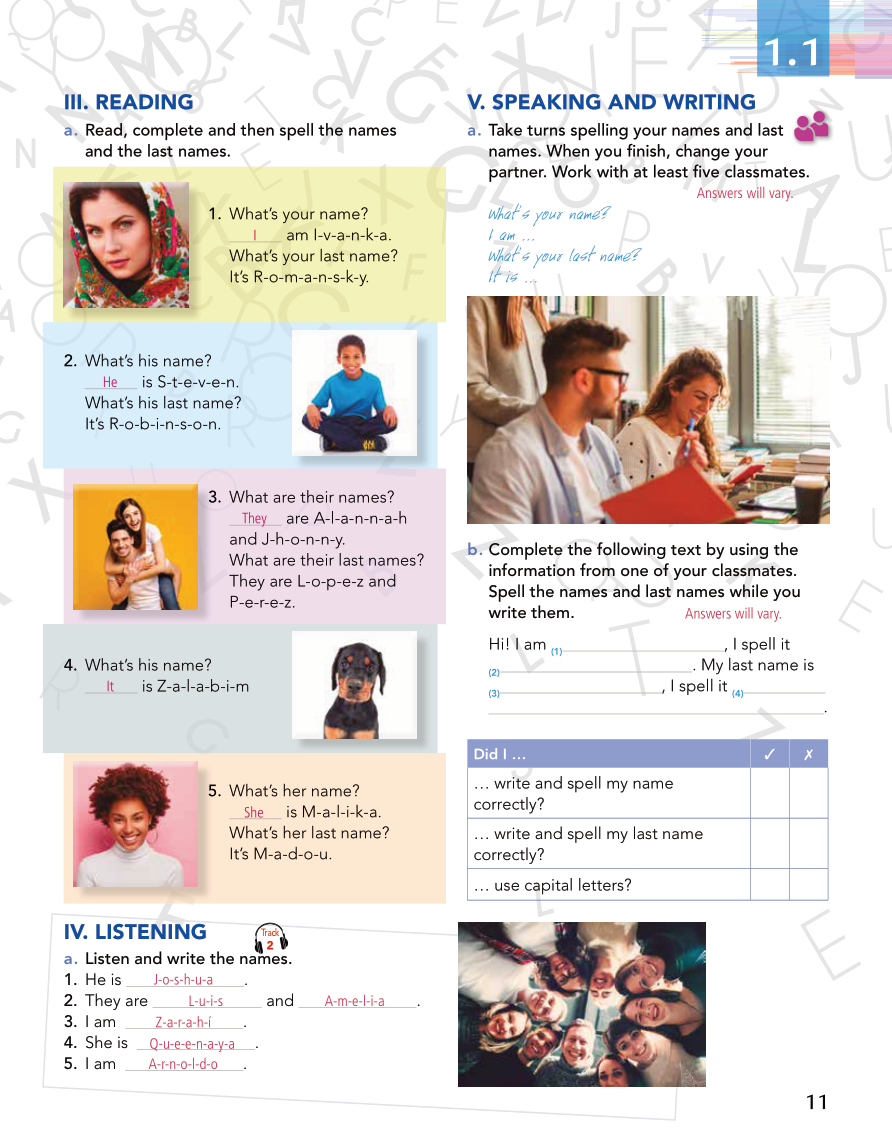 1.1
III. READING
a. Read, complete and then spell the names
and the last names.
1. What's your name?
I am I-v-a-n-k-a.
What's your last name?
It's R-o-m-a-n-s-k-y.
2. What's his name?
He is S-t-e-v-e-n.
What's his last name?
It's R-o-b-i-n-s-o-n.
3. What are their names?
They are A-l-a-n-n-a-h
and J-h-o-n-n-y.
What are their last names?
They are L-o-p-e-z and
P-e-r-e-z.
4. What's his name?
It is Z-a-l-a-b-i-m
5. What's her name?
She is M-a-l-i-k-a.
What's her last name?
It's M-a-d-o-u.
IV. LISTENING
Track
2
a. Listen and write the names.
1. He is J-o-s-h-u-a.
2. They are L-u-i-s and A-m-e-l-i-a.
3. I am Z-a-r-a-h-í.
4. She is Q-u-e-e-n-a-y-a.
5. I am A-r-n-o-l-d-o.
V. SPEAKING AND WRITING
a. Take turns spelling your names and last
names. When you finish, change your
partner. Work with at least five classmates.
Answers will vary.
What's your name?
I am ...
What's your last name?
It is ...
b. Complete the following text by using the
information from one of your classmates.
Spell the names and last names while you
write them. Answers will vary.
Hi! I am (1)______, I spell it
(2)______. My last name is
(3)______, I spell it (4)______
______.
Did I … ✓ ✗
… write and spell my name
correctly?
… write and spell my last name
correctly?
… use capital letters?
11